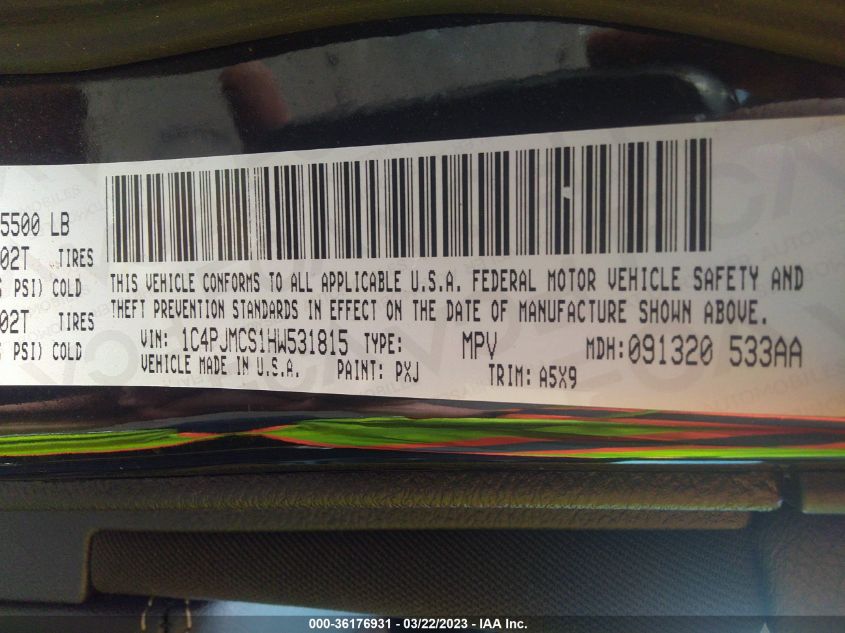 5500 LB
02T TIRES
PSI) COLD
02T TIRES
PSI) COLD
THIS VEHICLE CONFORMS TO ALL APPLICABLE U.S.A. FEDERAL MOTOR VEHICLE SAFETY AND
THEFT PREVENTION STANDARDS IN EFFECT ON THE DATE OF MANUFACTURE SHOWN ABOVE.
VIN: 1C4PJMCS1HW531815 TYPE: MPV MDH:091320 533AA
VEHICLE MADE IN U.S.A. PAINT: PXJ TRIM: A5X9
000-36176931 - 03/22/2023 - IAA Inc.